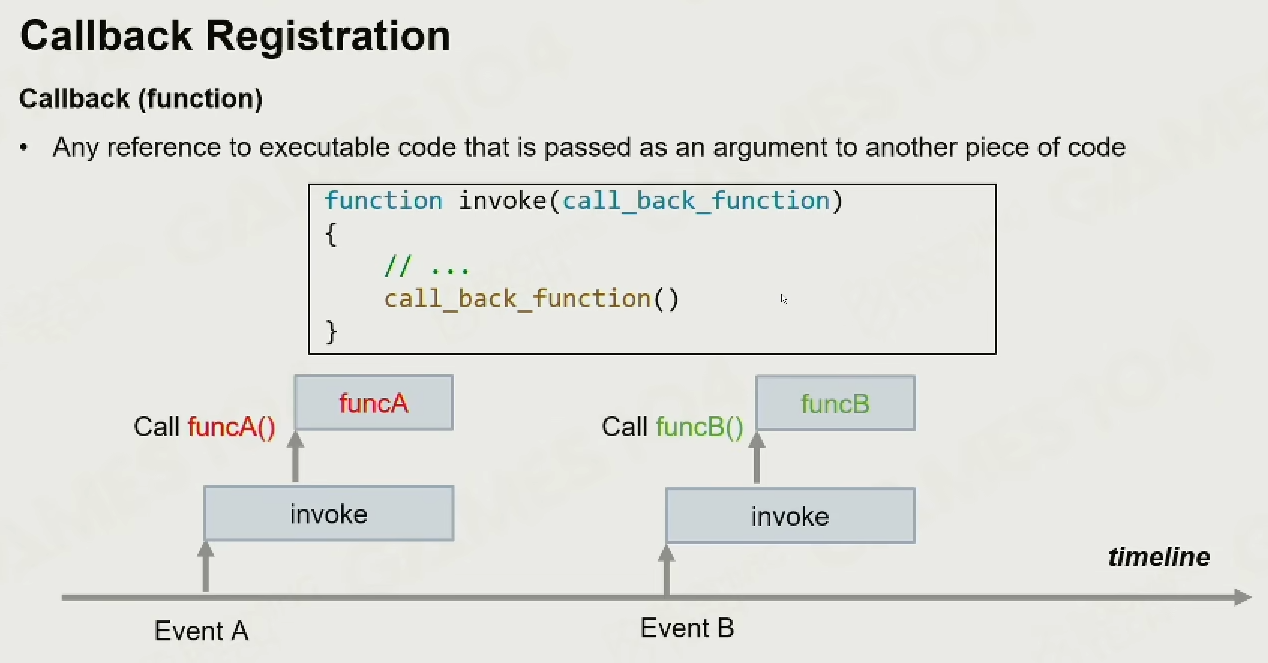 Callback Registration
Callback (function)
• Any reference to executable code that is passed as an argument to another piece of code
function invoke(call_back_function)
{
// ...
call_back_function()
}
funcA
funcB
Call funcA()
Call funcB()
invoke
invoke
timeline
Event A
Event B